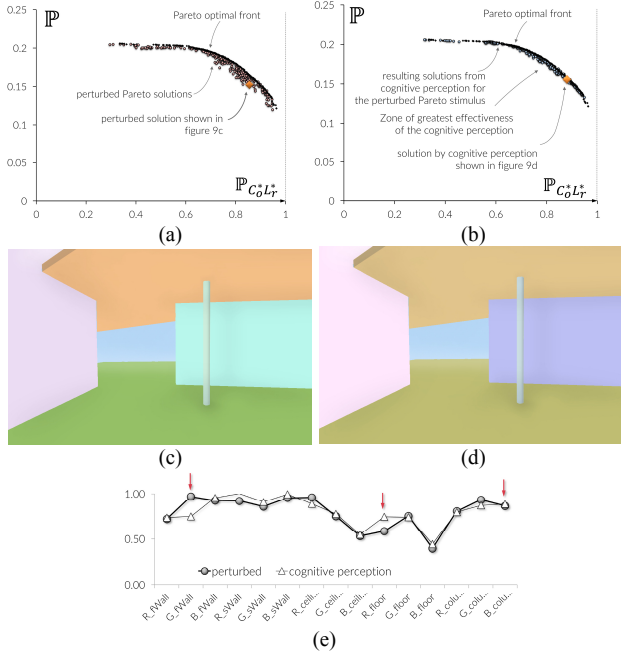 ℙ
0.25
0.2
0.15
0.1
0.05
0
0 0.2 0.4 0.6 0.8 1
Pareto optimal front
perturbed Pareto solutions
perturbed solution shown in
figure 9c
ℙ C*o L*r
(a)
ℙ
0.25
0.2
0.15
0.1
0.05
0
0 0.2 0.4 0.6 0.8 1
Pareto optimal front
resulting solutions from
cognitive perception for
the perturbed Pareto stimulus
Zone of greatest effectiveness
of the cognitive perception
solution by cognitive perception
shown in figure 9d
ℙ C*o L*r
(b)
(c)
(d)
1.00
0.50
0.00
perturbed cognitive perception
R_fWall
G_fWall
B_fWall
R_sWall
G_sWall
B_sWall
R_ceili...
G_ceili...
B_ceili...
R_floor
G_floor
B_floor
R_colu...
G_colu...
B_colu...
(e)